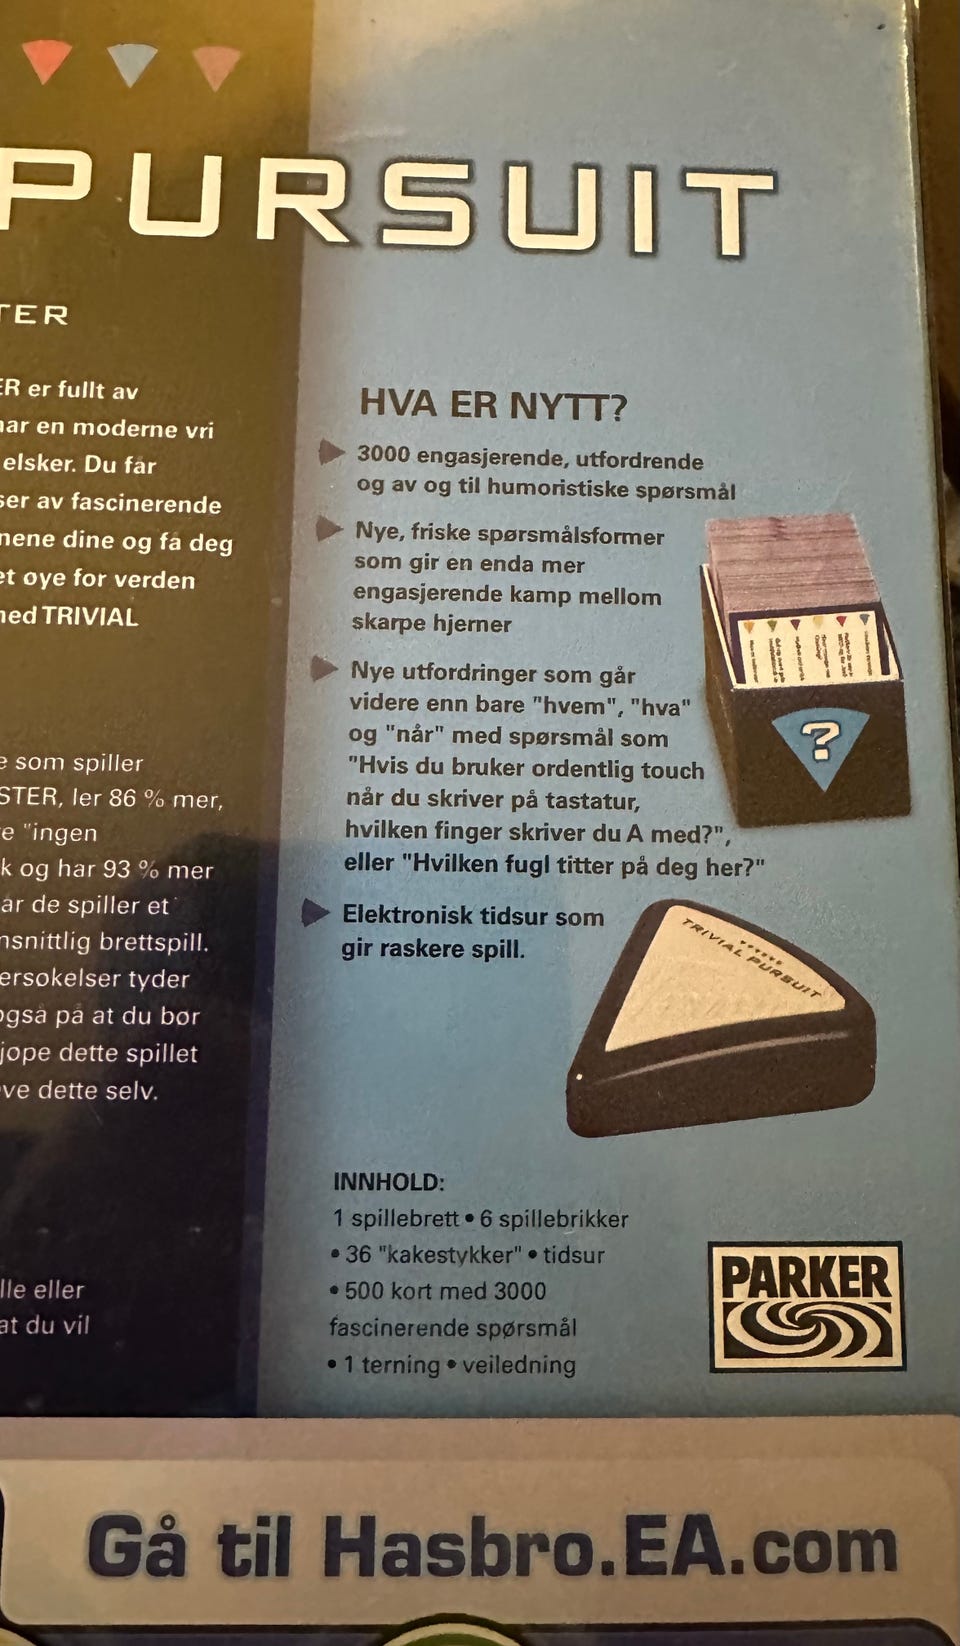 PURSUIT
TER
ER er fullt av
har en moderne vri
elsker. Du får
ser av fascinerende
nene dine og få deg
et øye for verden
med TRIVIAL
e som spiller
STER, ler 86 % mer,
e "ingen
k og har 93 % mer
ar de spiller et
nsnittlig brettspill.
ersøkelser tyder
også på at du bør
jøpe dette spillet
ve dette selv.
lle eller
at du vil
HVA ER NYTT?
3000 engasjerende, utfordrende
og av og til humoristiske spørsmål
Nye, friske spørsmålsformer
som gir en enda mer
engasjerende kamp mellom
skarpe hjerner
Nye utfordringer som går
videre enn bare "hvem", "hva"
og "når" med spørsmål som
"Hvis du bruker ordentlig touch
når du skriver på tastatur,
hvilken finger skriver du A med?",
eller "Hvilken fugl titter på deg her?"
?
Elektronisk tidsur som
gir raskere spill.
TRIVIAL PURSUIT
INNHOLD:
1 spillebrett • 6 spillebrikker
• 36 "kakestykker" • tidsur
• 500 kort med 3000
fascinerende spørsmål
• 1 terning • veiledning
PARKER
Gå til Hasbro.EA.com